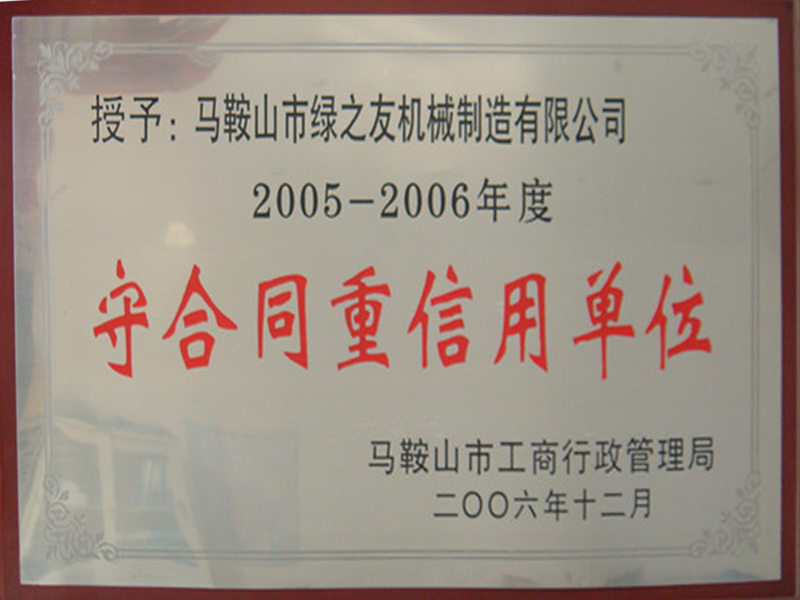 授予：马鞍山市绿之友机械制造有限公司
2005-2006年度
守合同重信用单位
马鞍山市工商行政管理局
二〇〇六年十二月